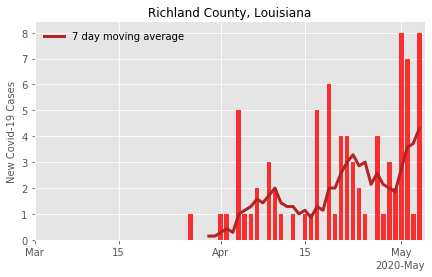 Richland County, Louisiana
7 day moving average
New Covid-19 Cases
8
7
6
5
4
3
2
1
0
Mar 15 Apr 15 May
2020-May